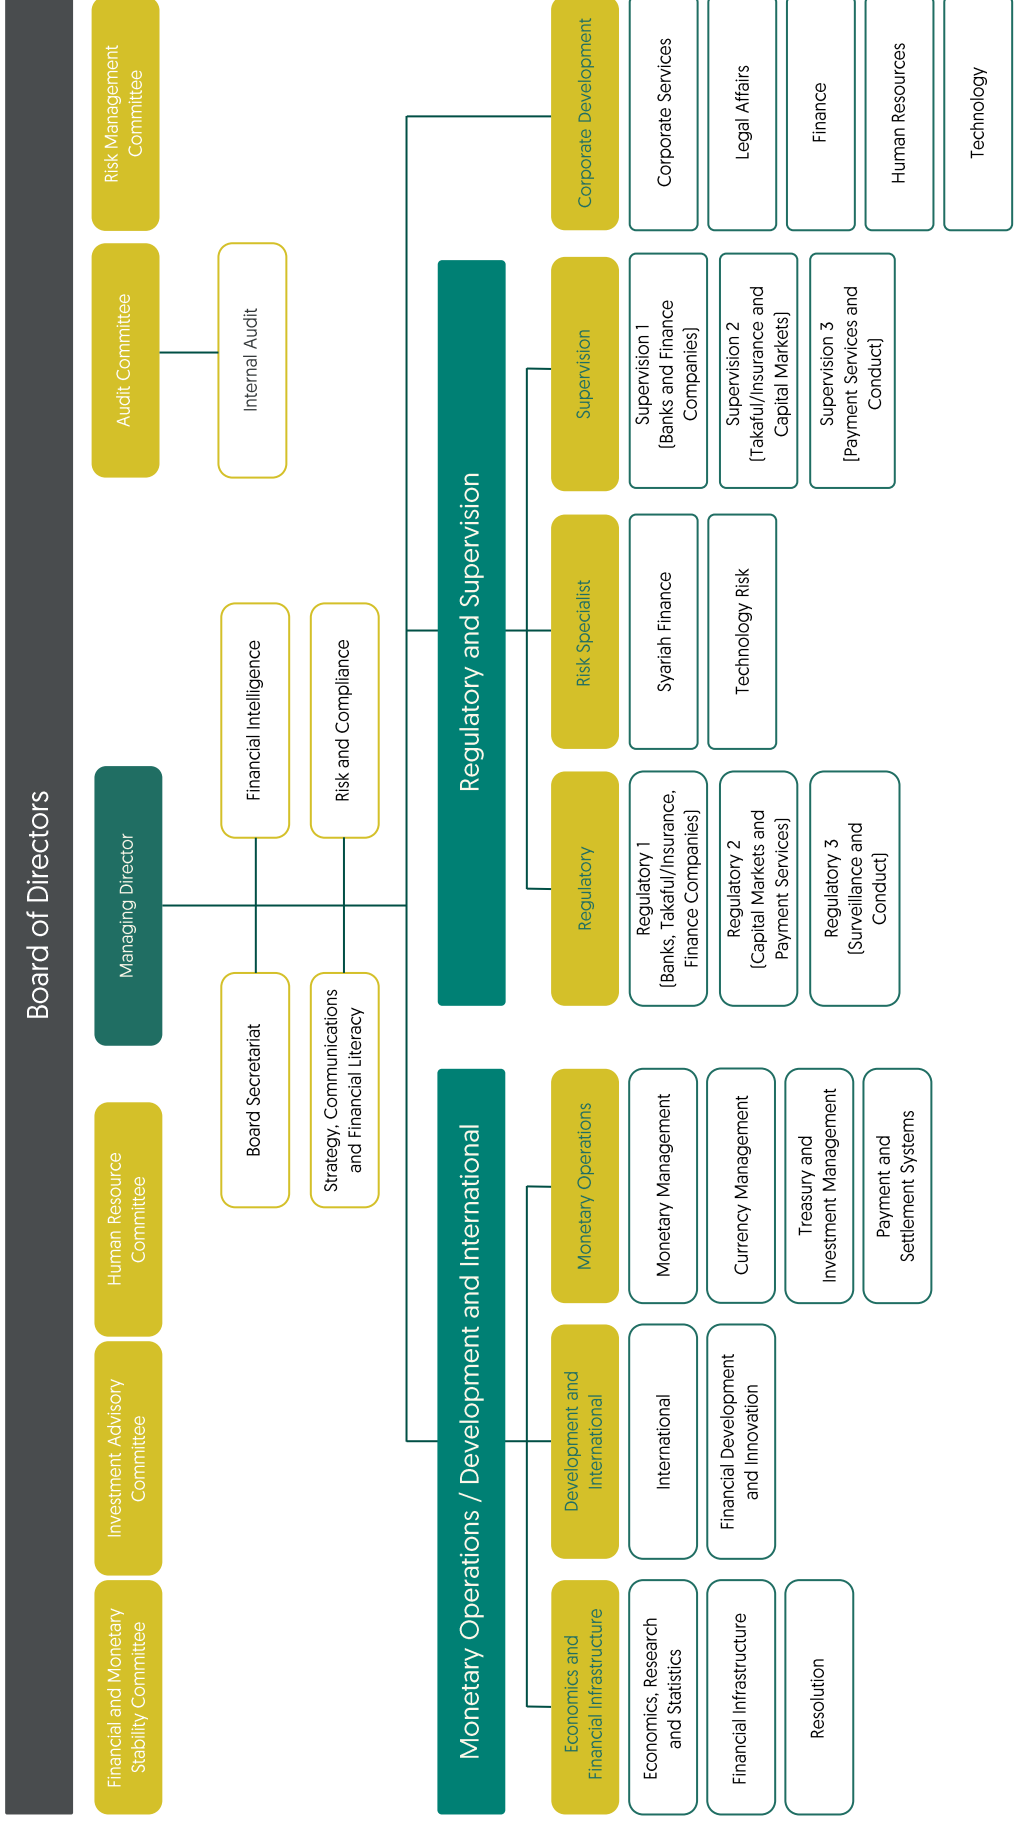 Board of Directors
Financial and Monetary
Stability Committee
Investment Advisory
Committee
Human Resource
Committee
Managing Director
Audit Committee
Risk Management
Committee
Board Secretariat
Financial Intelligence
Internal Audit
Strategy, Communications
and Financial Literacy
Risk and Compliance
Monetary Operations / Development and International
Regulatory and Supervision
Economics and
Financial Infrastructure
Development and
International
Monetary Operations
Regulatory
Risk Specialist
Supervision
Corporate Development
Economics, Research
and Statistics
Financial Infrastructure
Resolution
International
Financial Development
and Innovation
Monetary Management
Currency Management
Treasury and
Investment Management
Payment and
Settlement Systems
Regulatory 1
(Banks, Takaful/Insurance,
Finance Companies)
Regulatory 2
(Capital Markets and
Payment Services)
Regulatory 3
(Surveillance and
Conduct)
Syariah Finance
Technology Risk
Supervision 1
(Banks and Finance
Companies)
Supervision 2
(Takaful/Insurance and
Capital Markets)
Supervision 3
(Payment Services and
Conduct)
Corporate Services
Legal Affairs
Finance
Human Resources
Technology